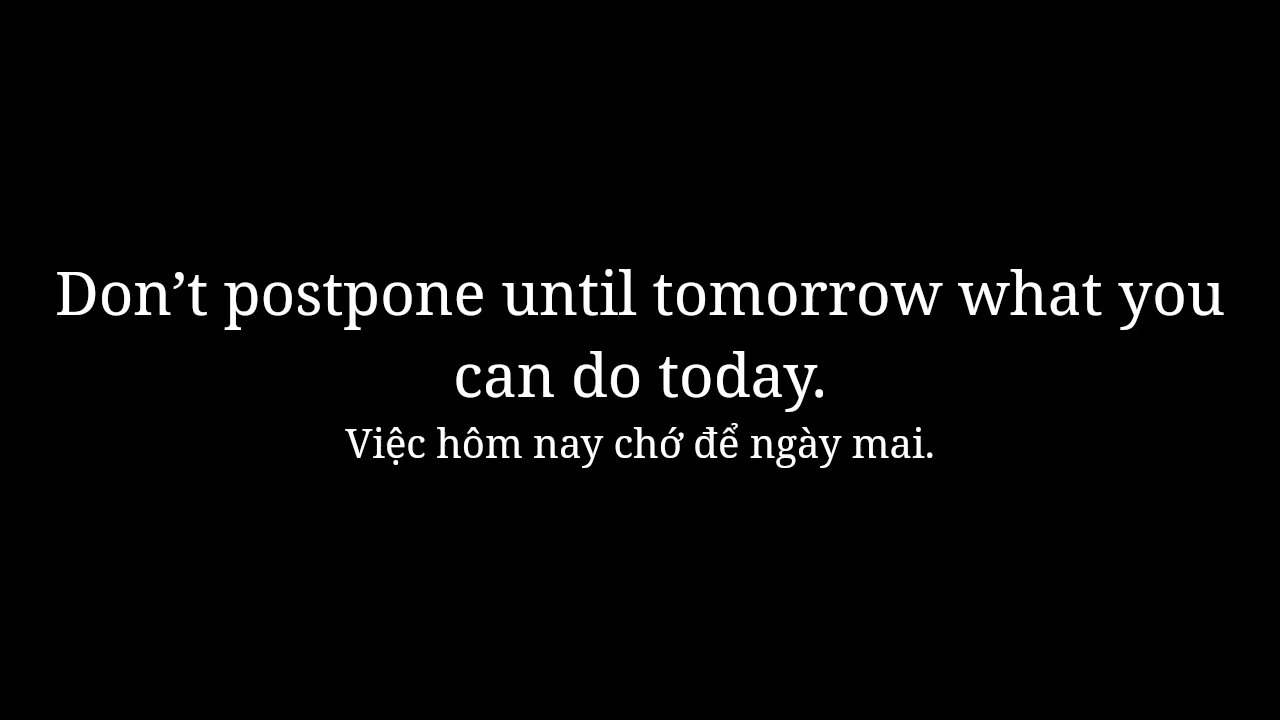 Don’t postpone until tomorrow what you
can do today.
Việc hôm nay chớ để ngày mai.